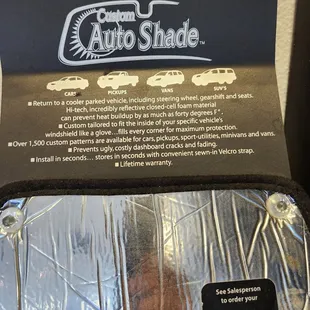 Custom
Auto Shade™
CARS PICKUPS VANS SUV'S
■ Return to a cooler parked vehicle, including steering wheel, gearshift and seats.
Hi-tech, incredibly reflective closed-cell foam material
can prevent heat buildup by as much as forty degrees F°.
■ Custom tailored to fit the inside of your specific vehicle's
windshield like a glove...fills every corner for maximum protection.
■ Over 1,500 custom patterns are available for cars, pickups, sport-utilities, minivans and vans.
■ Prevents ugly, costly dashboard cracks and fading.
■ Install in seconds... stores in seconds with convenient sewn-in Velcro strap.
■ Lifetime warranty.
See Salesperson
to order your